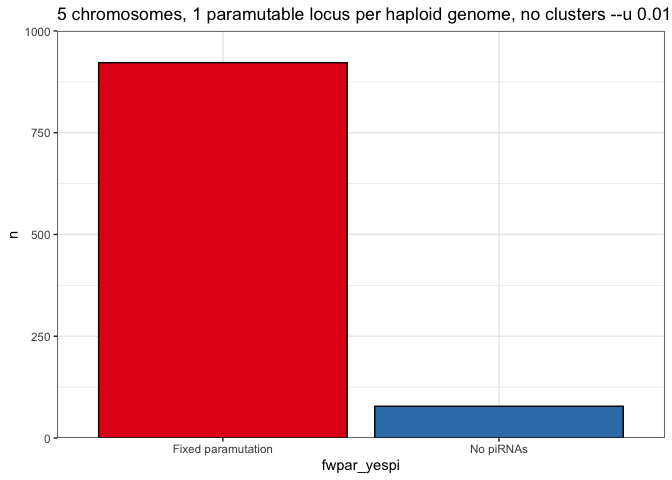 5 chromosomes, 1 paramutable locus per haploid genome, no clusters --u 0.01
1000
750
500
250
0
n
Fixed paramutation
No piRNAs
fwpar_yespi